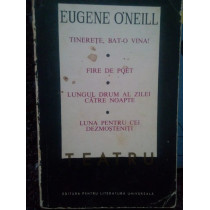 EUGENE O'NEILL
TINEREȚE, BAT-O VINA!
FIRE DE POET
LUNGUL DRUM AL ZILEI
CĂTRE NOAPTE
LUNA PENTRU CEI
DEZMOȘTENIȚI
TEATRU
EDITURA PENTRU LITERATURĂ UNIVERSALĂ